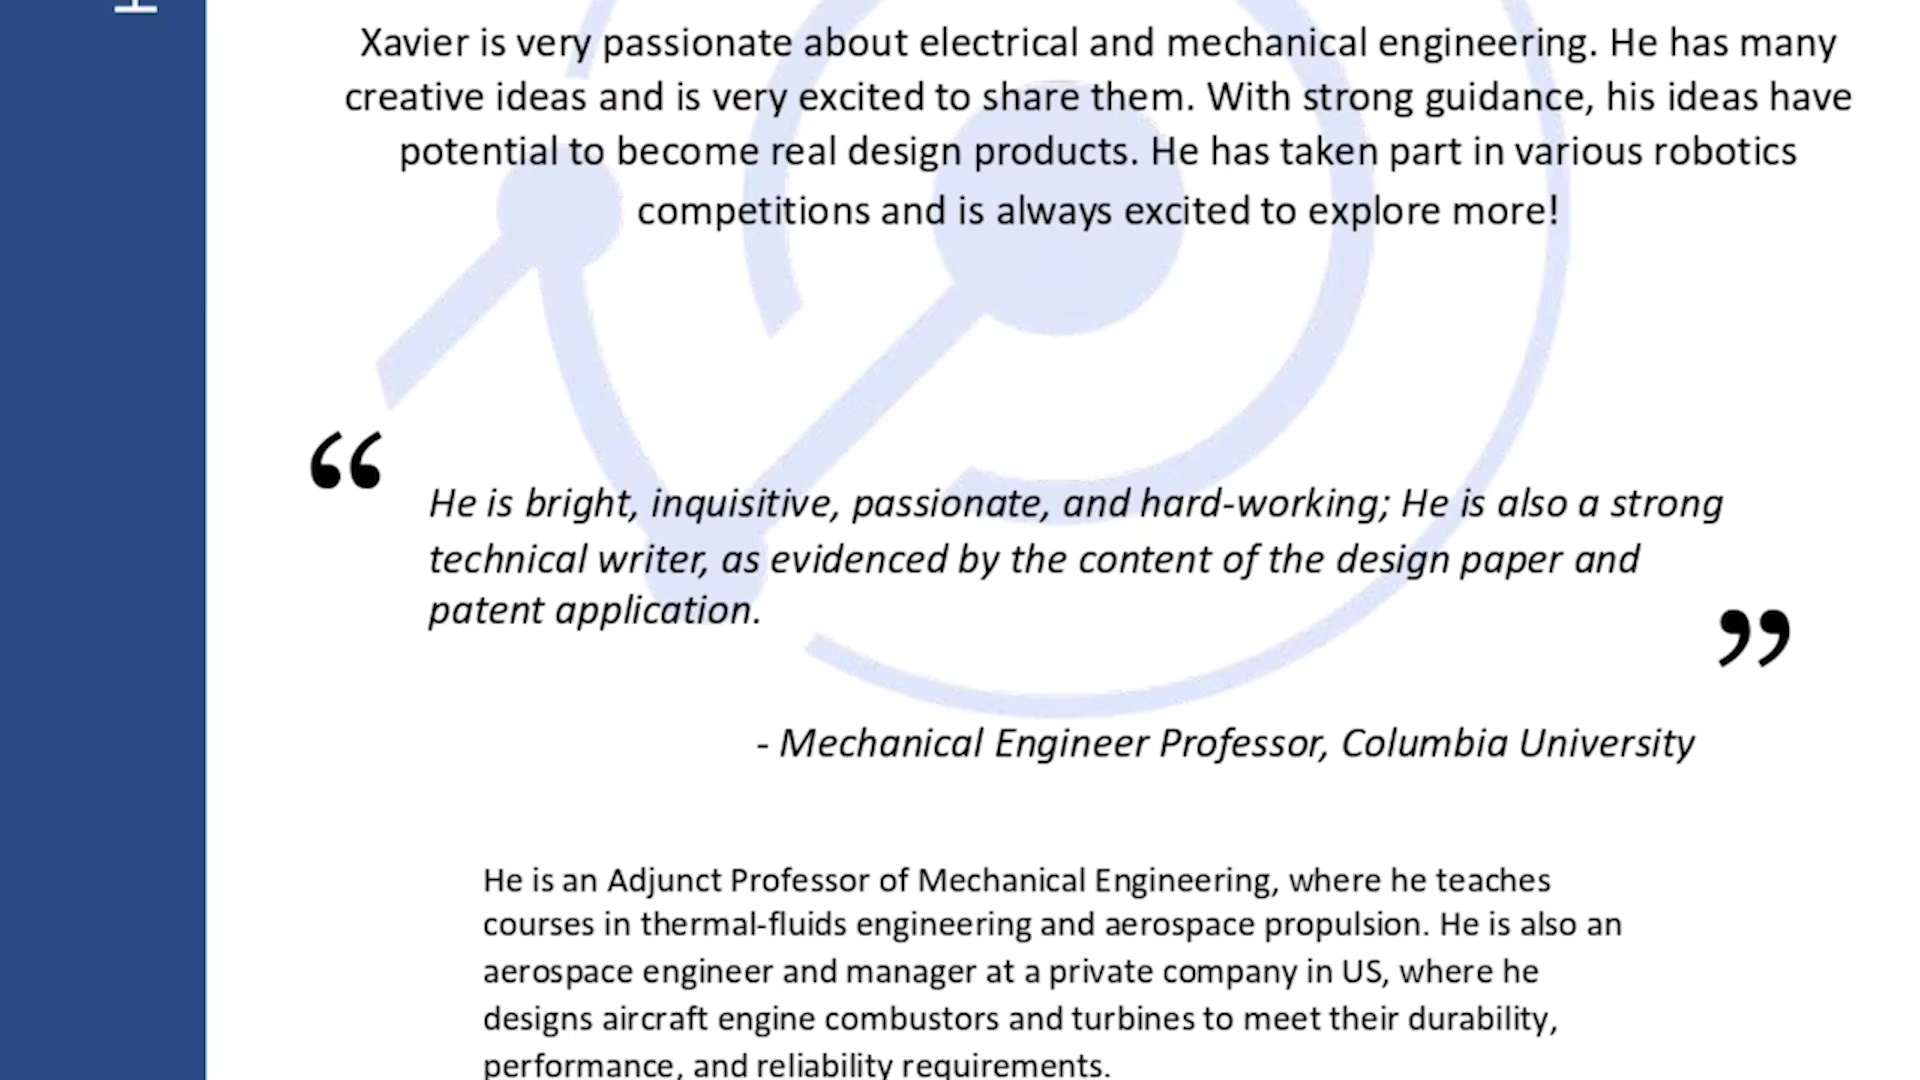 Xavier is very passionate about electrical and mechanical engineering. He has many
creative ideas and is very excited to share them. With strong guidance, his ideas have
potential to become real design products. He has taken part in various robotics
competitions and is always excited to explore more!
“
He is bright, inquisitive, passionate, and hard-working; He is also a strong
technical writer, as evidenced by the content of the design paper and
patent application.
”
- Mechanical Engineer Professor, Columbia University
He is an Adjunct Professor of Mechanical Engineering, where he teaches
courses in thermal-fluids engineering and aerospace propulsion. He is also an
aerospace engineer and manager at a private company in US, where he
designs aircraft engine combustors and turbines to meet their durability,
performance, and reliability requirements.